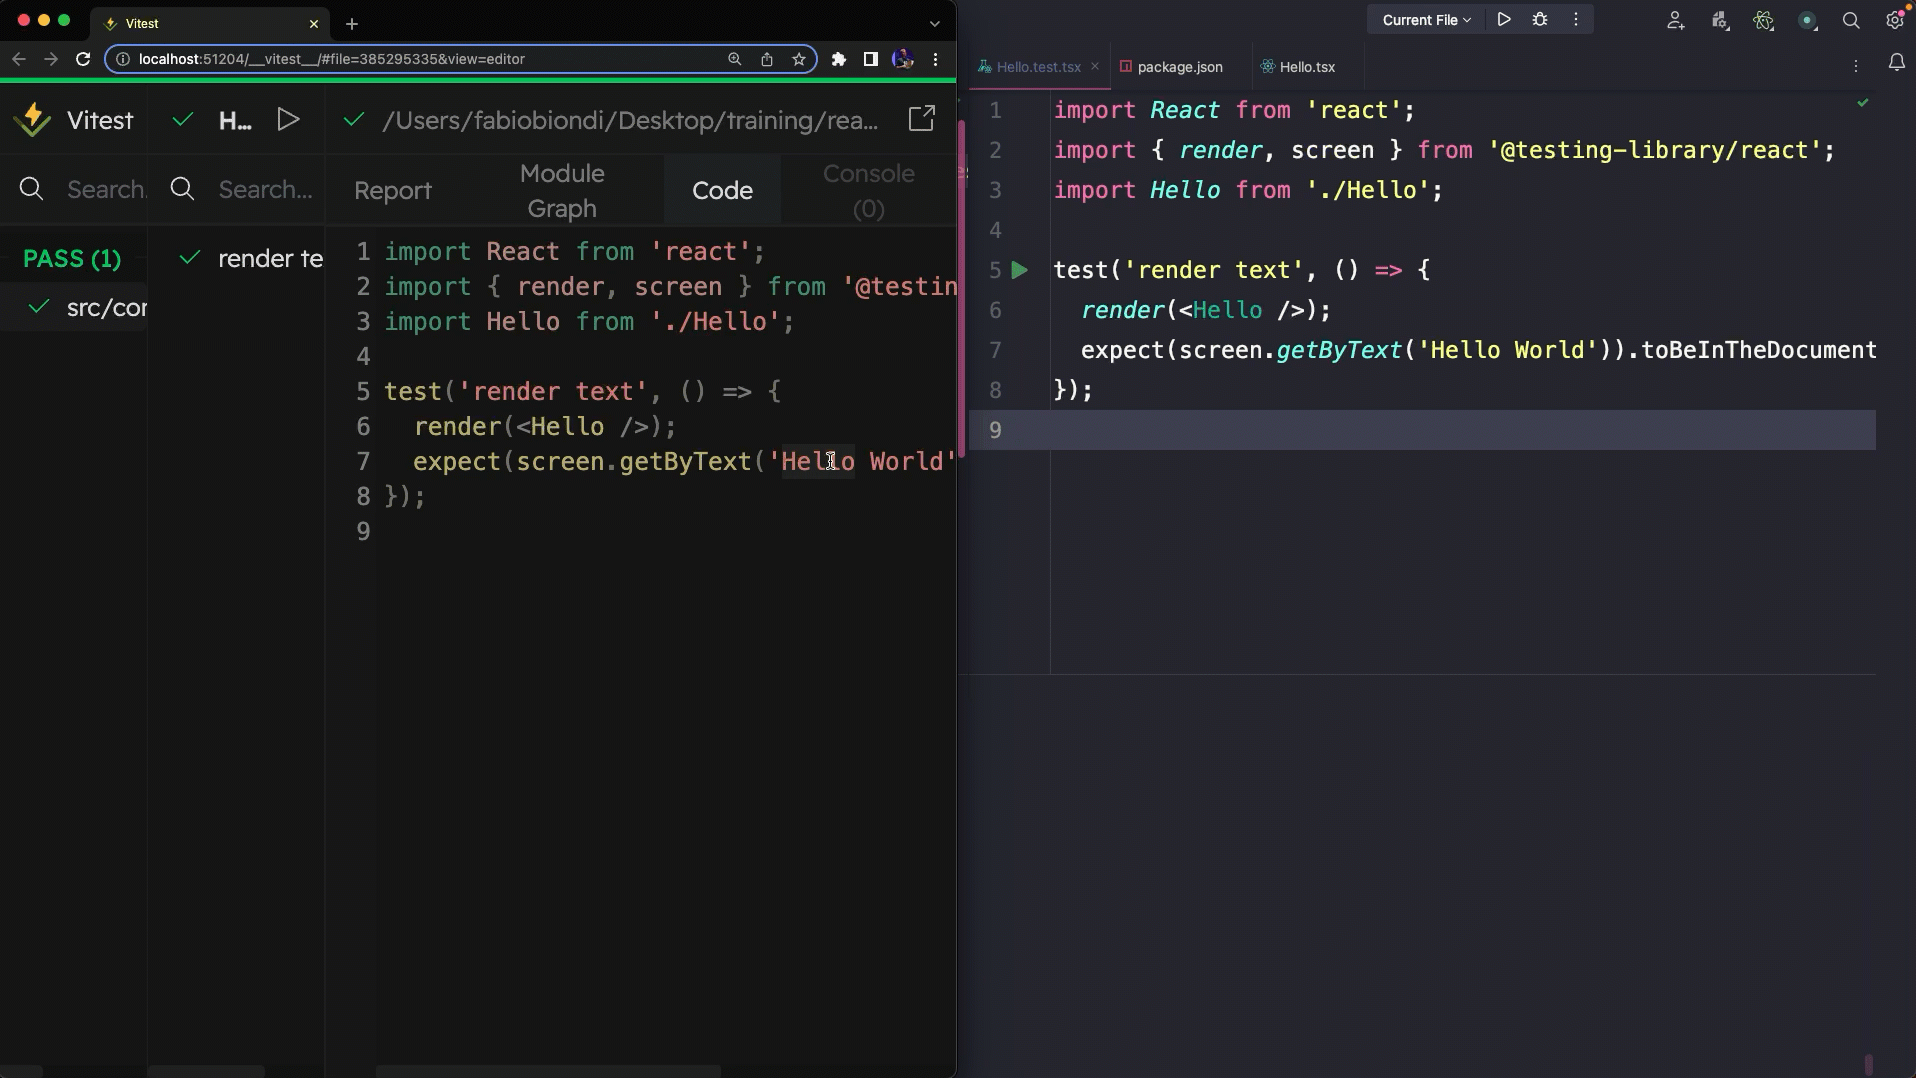 Vitest
localhost:51204/__vitest__/#file=385295335&view=editor
Vitest
H...
/Users/fabiobiondi/Desktop/training/rea...
Search.
Search...
Report
Module
Graph
Code
Console
(0)
PASS (1)
src/cor
render te
1 import React from 'react';
2 import { render, screen } from '@testin
3 import Hello from './Hello';
4
5 test('render text', () => {
6 render(<Hello />);
7 expect(screen.getByText('Hello World'
8 });
9
Current File
Hello.test.tsx
package.json
Hello.tsx
1 import React from 'react';
2 import { render, screen } from '@testing-library/react';
3 import Hello from './Hello';
4
5 test('render text', () => {
6 render(<Hello />);
7 expect(screen.getByText('Hello World')).toBeInTheDocument
8 });
9